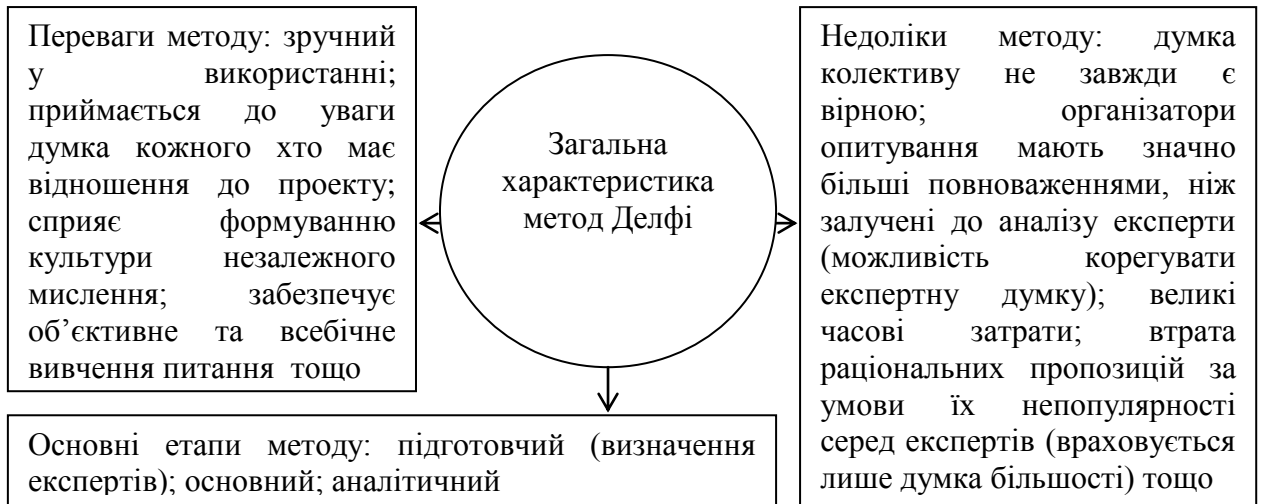 Переваги методу: зручний
у використанні;
приймається до уваги
думка кожного хто має
відношення до проекту;
сприяє формуванню
культури незалежного
мислення; забезпечує
об’єктивне та всебічне
вивчення питання тощо
Загальна
характеристика
метод Делфі
Недоліки методу: думка
колективу не завжди є
вірною; організатори
опитування мають значно
більші повноваженнями, ніж
залучені до аналізу експерти
(можливість корегувати
експертну думку); великі
часові затрати; втрата
раціональних пропозицій за
умови їх непопулярності
серед експертів (враховується
лише думка більшості) тощо
Основні етапи методу: підготовчий (визначення
експертів); основний; аналітичний